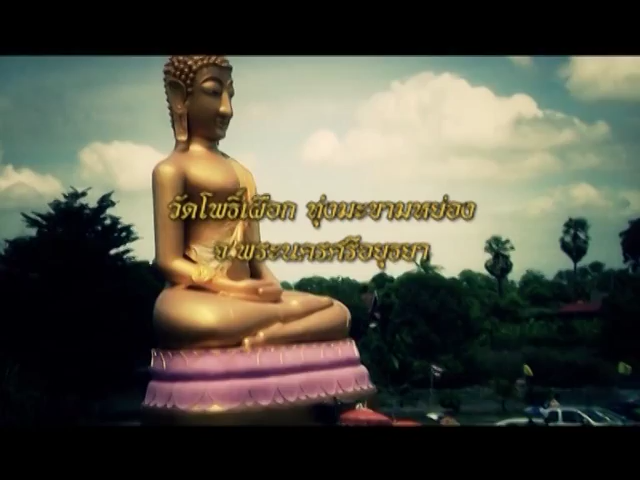 วัดโพธิ์เผือก ทุ่งมะขามหย่อง
จ.พระนครศรีอยุธยา